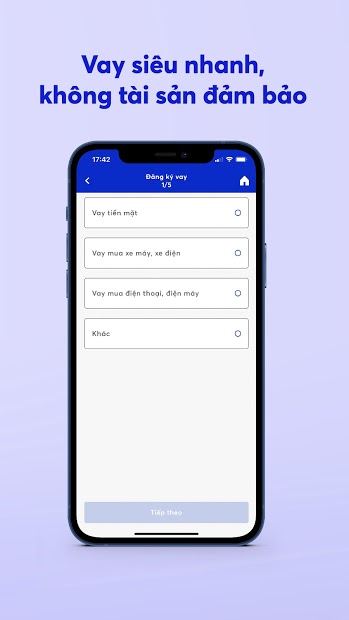 Vay siêu nhanh,
không tài sản đảm bảo
17:42
Đăng ký vay
1/5
Vay tiền mặt
Vay mua xe máy, xe điện
Vay mua điện thoại, điện máy
Khác
Tiếp theo